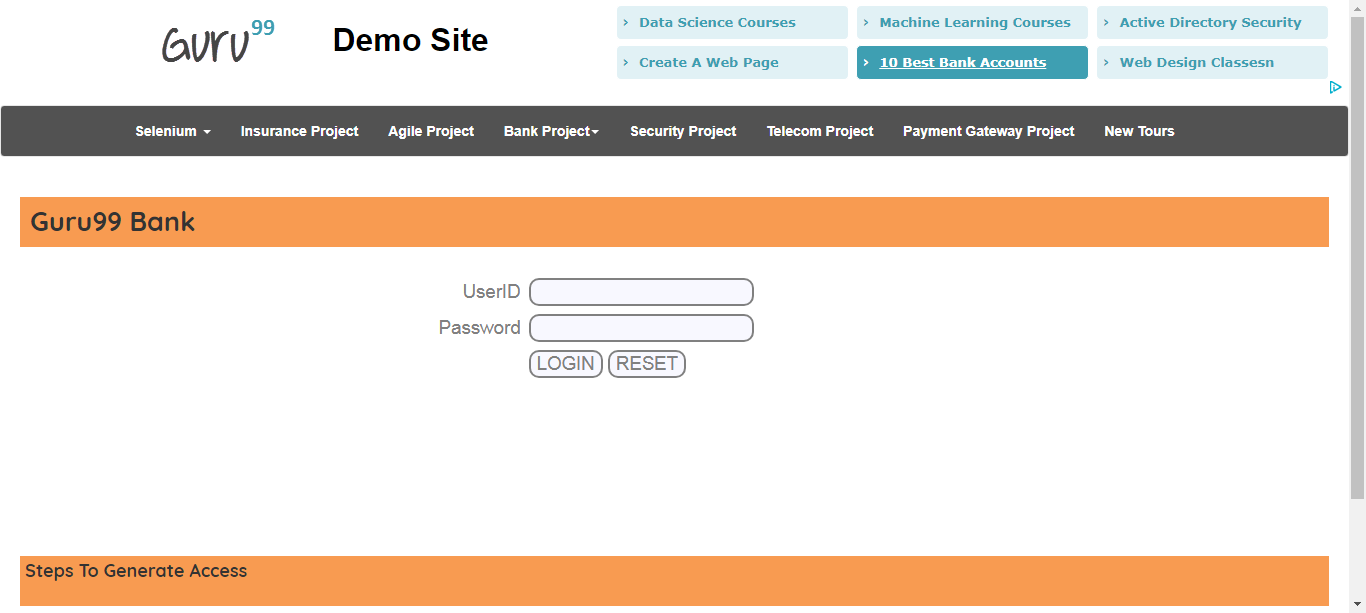 Guru99
Demo Site
Data Science Courses
Machine Learning Courses
Active Directory Security
Create A Web Page
10 Best Bank Accounts
Web Design Classesn
Selenium Insurance Project Agile Project Bank Project Security Project Telecom Project Payment Gateway Project New Tours
Guru99 Bank
UserID
Password
LOGIN RESET
Steps To Generate Access